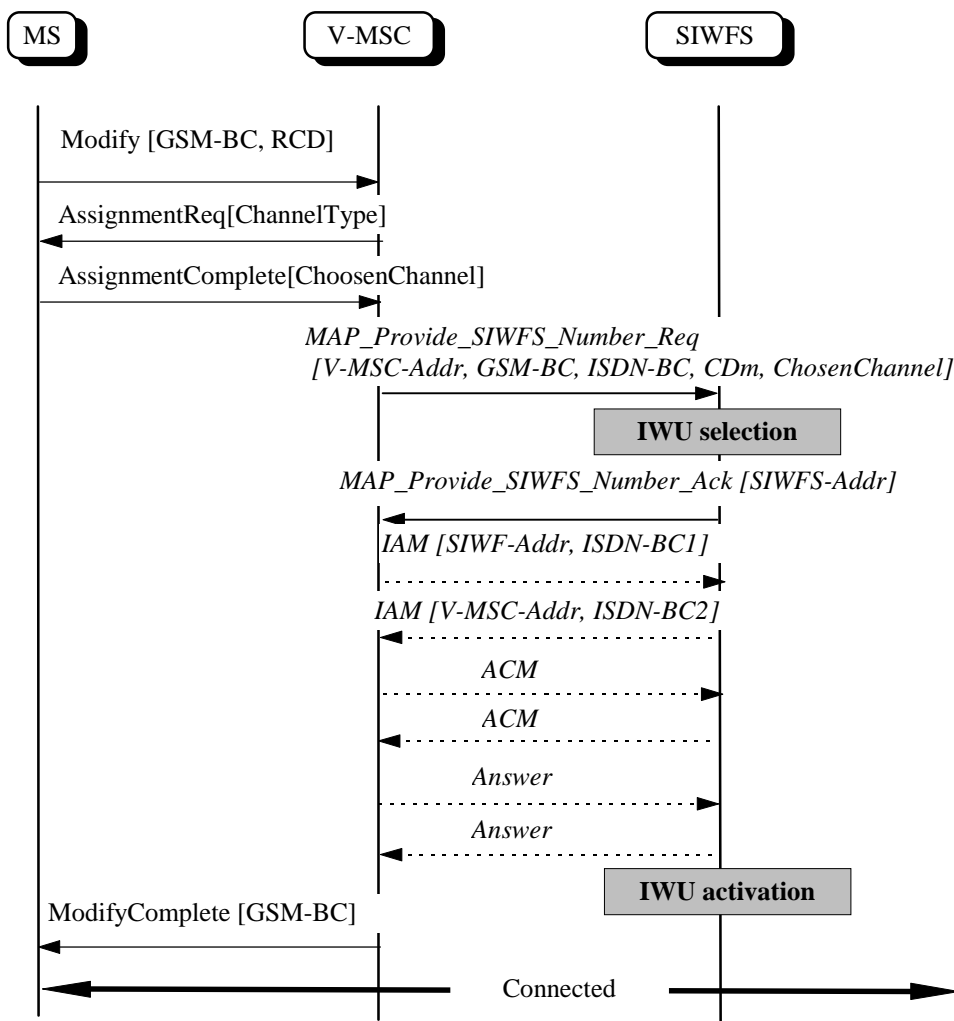 MS V-MSC SIWFS
Modify [GSM-BC, RCD]
AssignmentReq[ChannelType]
AssignmentComplete[ChoosenChannel]
MAP_Provide_SIWFS_Number_Req
[V-MSC-Addr, GSM-BC, ISDN-BC, CDm, ChosenChannel]
IWU selection
MAP_Provide_SIWFS_Number_Ack [SIWFS-Addr]
IAM [SIWF-Addr, ISDN-BC1]
IAM [V-MSC-Addr, ISDN-BC2]
ACM
ACM
Answer
Answer
IWU activation
ModifyComplete [GSM-BC]
Connected